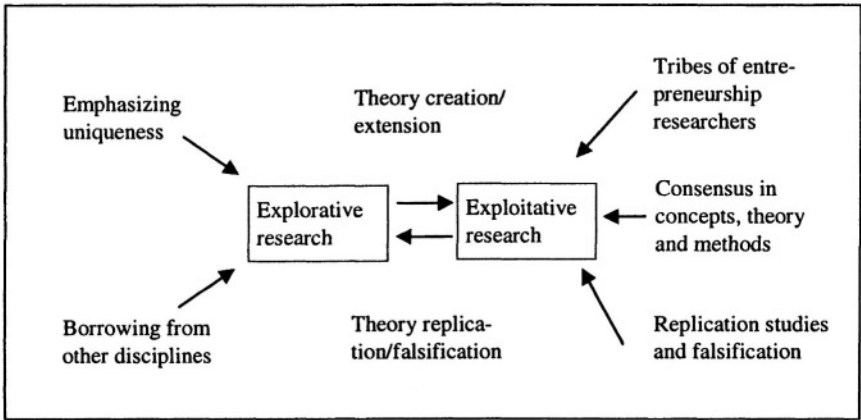 Emphasizing
uniqueness
Theory creation/
extension
Tribes of entre-
preneurship
researchers
Explorative
research
Exploitative
research
Consensus in
concepts, theory
and methods
Borrowing from
other disciplines
Theory replica-
tion/falsification
Replication studies
and falsification